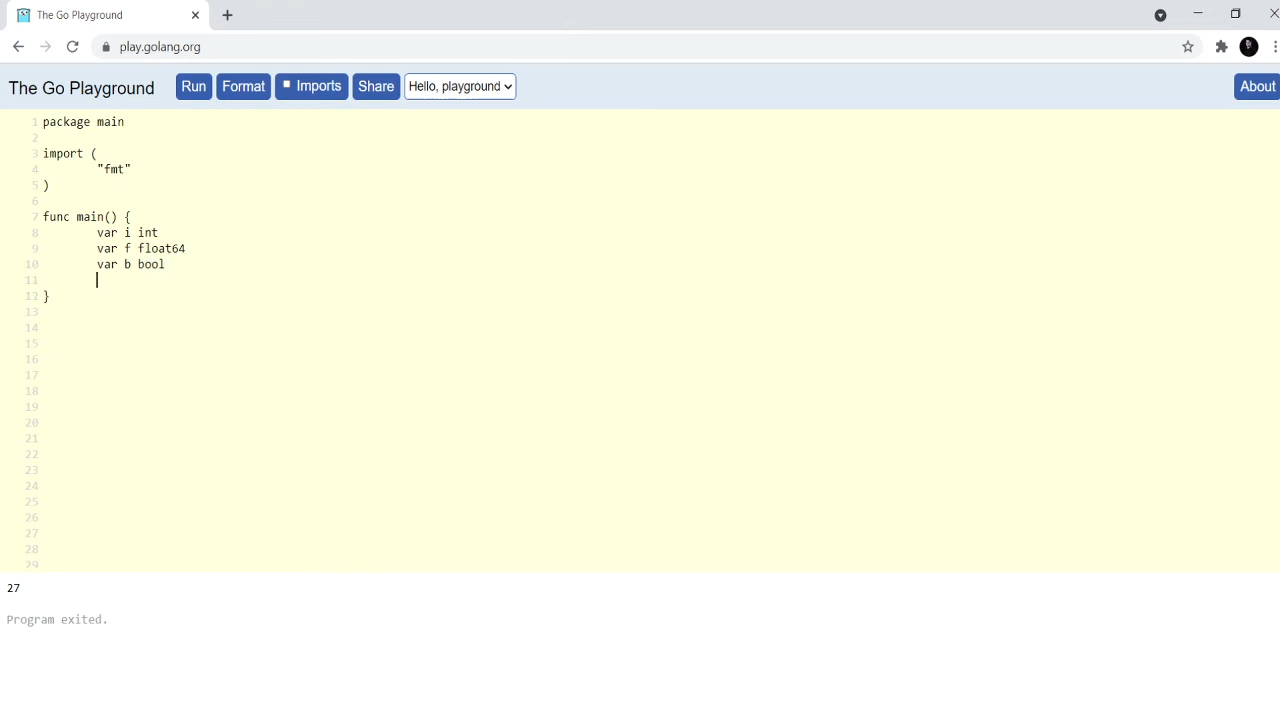 The Go Playground
play.golang.org
The Go Playground Run Format Imports Share Hello, playground About
1 package main
2
3 import (
4 "fmt"
5 )
6
7 func main() {
8 var i int
9 var f float64
10 var b bool
11
12 }
13
14
15
16
17
18
19
20
21
22
23
24
25
26
27
28
29
27
Program exited.